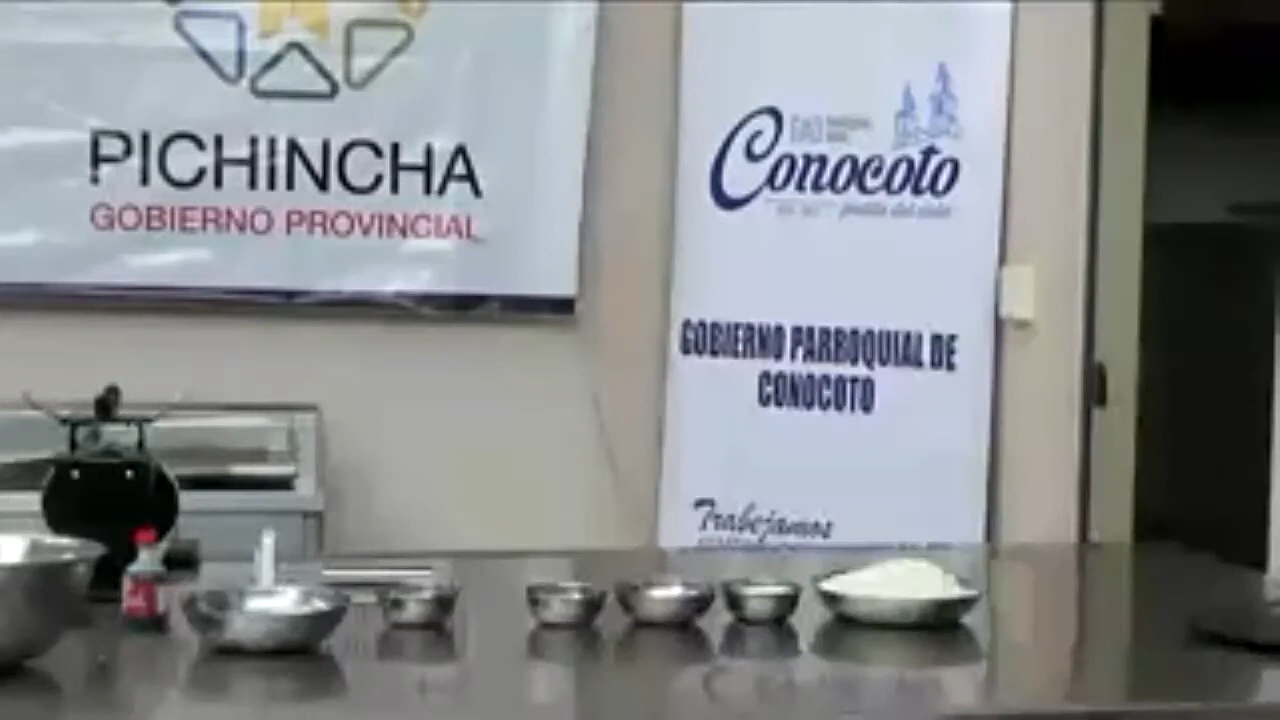 PICHINCHA
GOBIERNO PROVINCIAL
Conocoto
GOBIERNO PARROQUIAL DE
CONOCOTO
Trabajamos